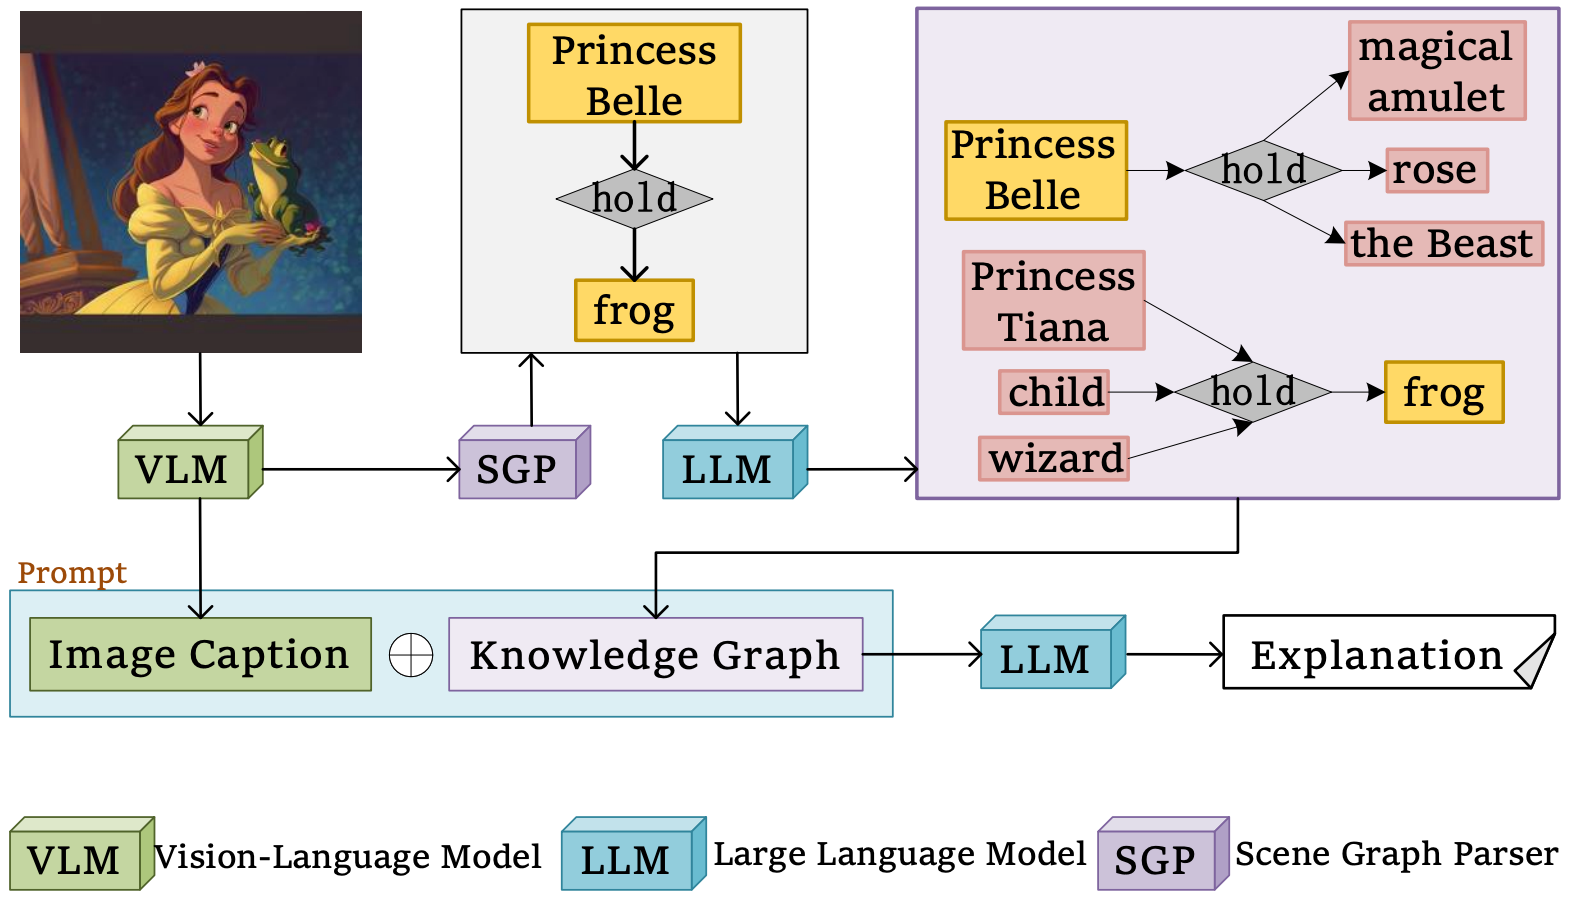 Princess
Belle
hold
frog
magical
amulet
Princess
Belle
hold
rose
the Beast
Princess
Tiana
child
hold
frog
wizard
VLM
SGP
LLM
Prompt
Image Caption
Knowledge Graph
LLM
Explanation
VLM
Vision-Language Model
LLM
Large Language Model
SGP
Scene Graph Parser